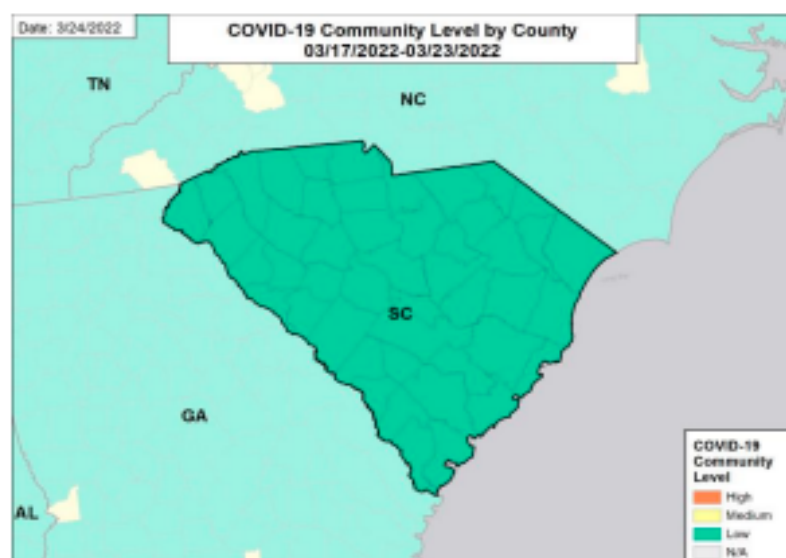 Date: 3/24/2022
COVID-19 Community Level by County
03/17/2022-03/23/2022
TN
NC
SC
GA
AL
COVID-19
Community
Level
High
Medium
Low
N/A